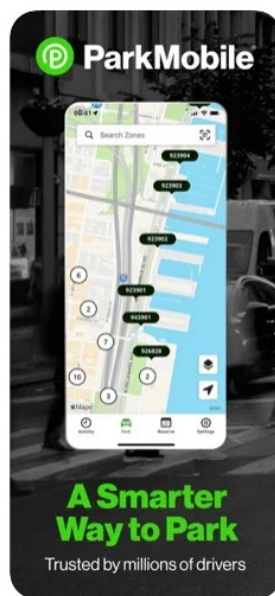 ParkMobile
Search Zones
923904
923903
923902
6
923901
2
943901
7
926828
10
2
3
Maps
Activity
Park
Reserve
Settings
A Smarter
Way to Park
Trusted by millions of drivers